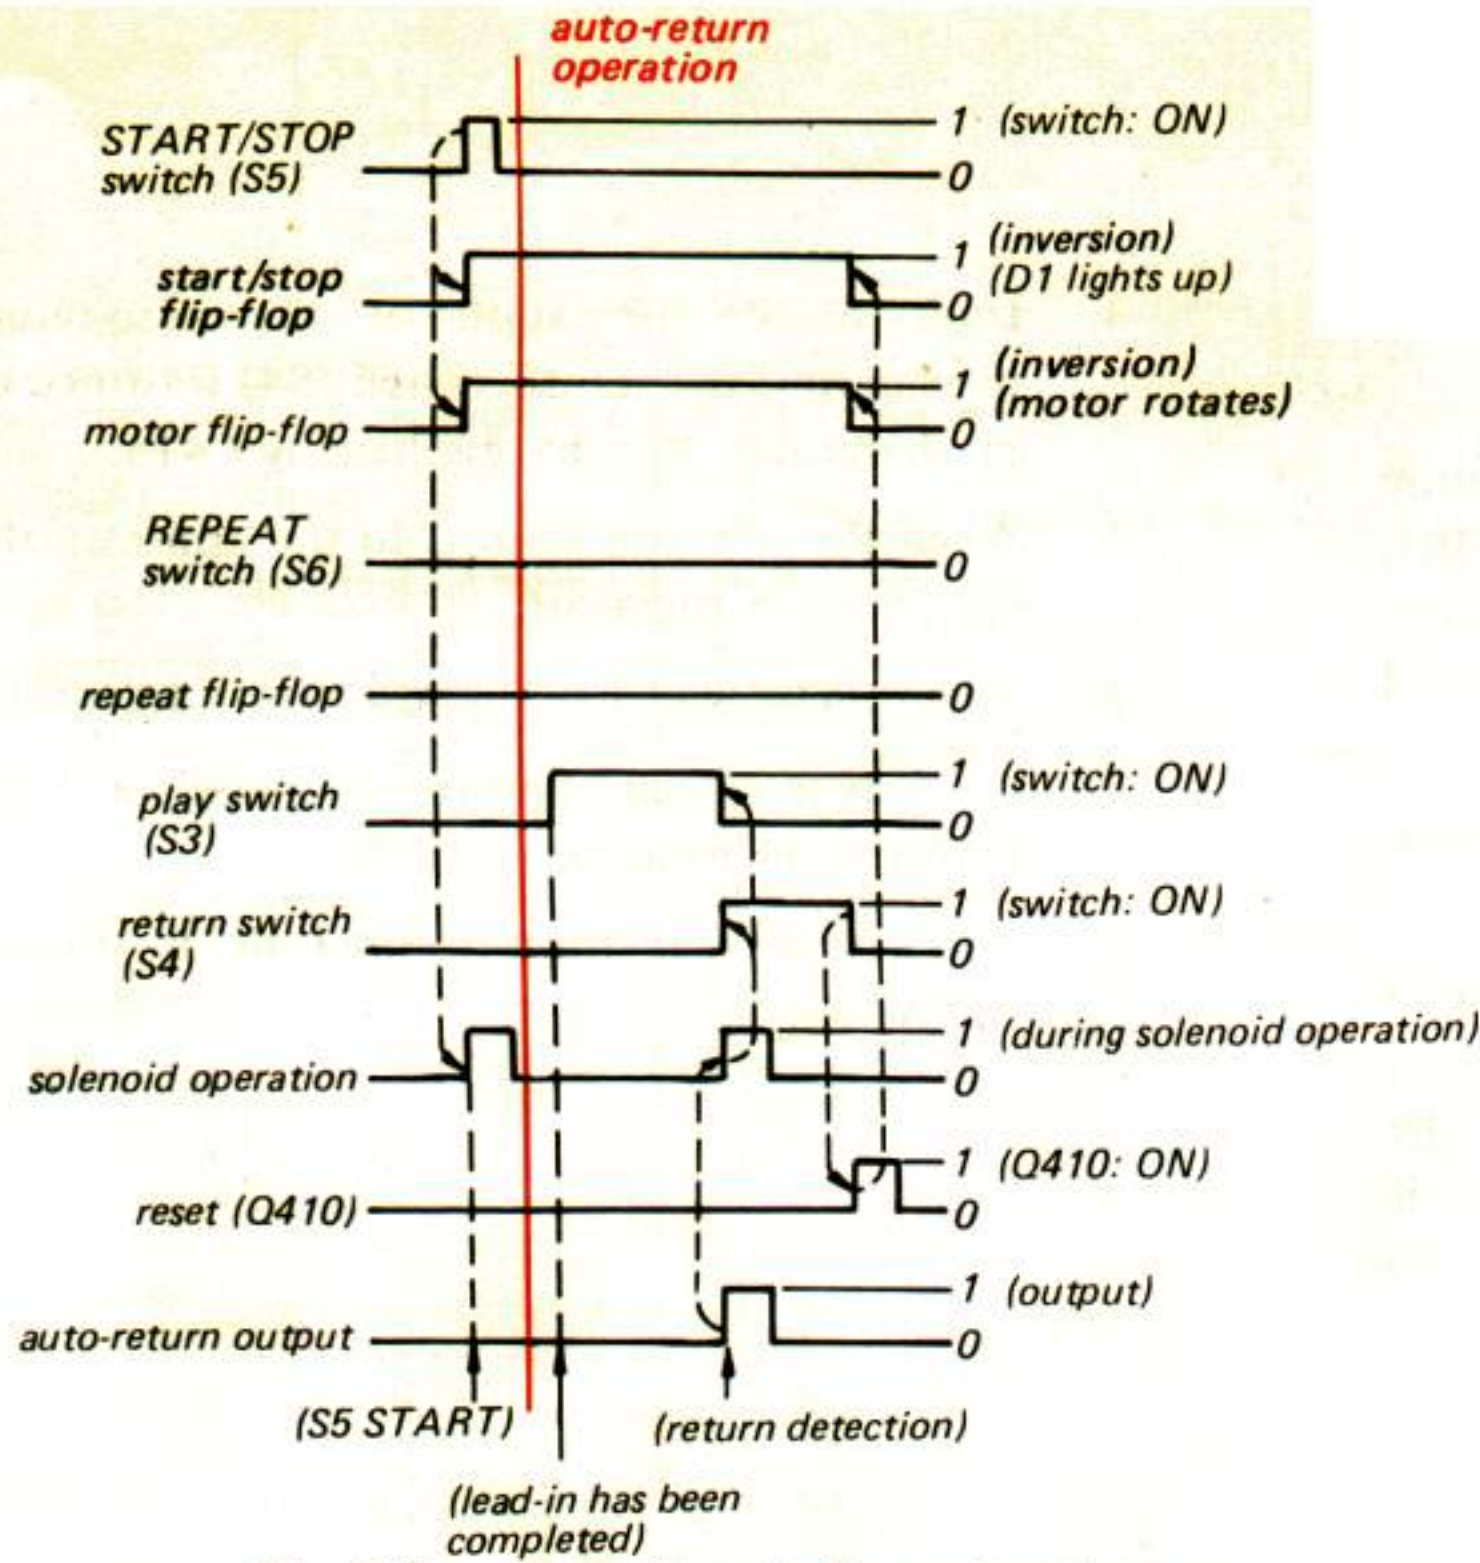 auto-return
operation
START/STOP
switch (S5)
1 (switch: ON)
0
start/stop
flip-flop
1 (inversion)
(D1 lights up)
0
motor flip-flop
1 (inversion)
(motor rotates)
0
REPEAT
switch (S6)
0
repeat flip-flop
0
play switch
(S3)
1 (switch: ON)
0
return switch
(S4)
1 (switch: ON)
0
solenoid operation
1 (during solenoid operation)
0
reset (Q410)
1 (Q410: ON)
0
auto-return output
1 (output)
0
(S5 START)
(return detection)
(lead-in has been
completed)